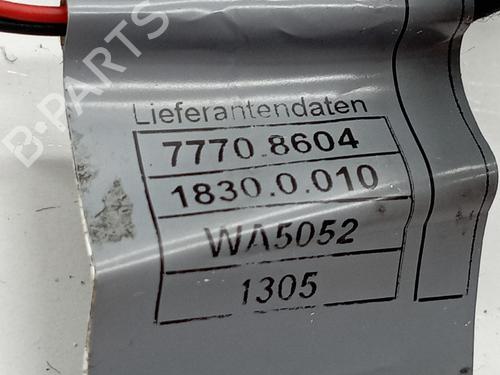 Lieferantendaten
7770 8604
1830.0.010
WA5052
1305
B-PARTS